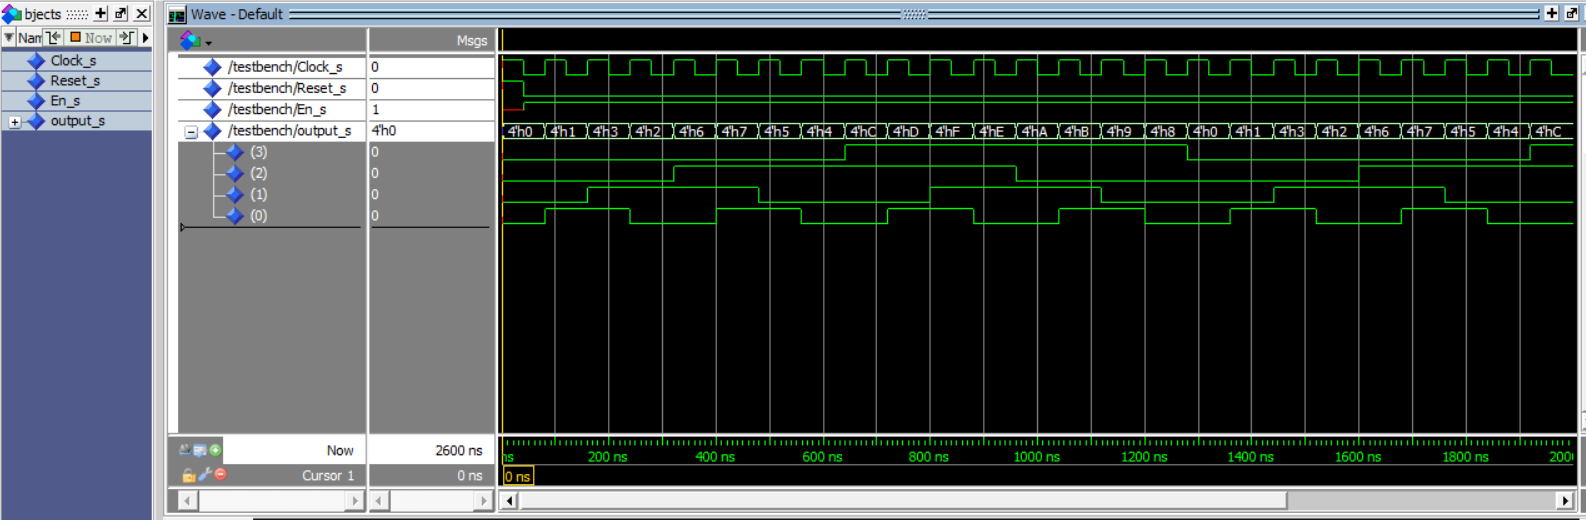 bjects
Wave - Default
Nam
Now
Msgs
Clock_s
Reset_s
En_s
output_s
/testbench/Clock_s 0
/testbench/Reset_s 0
/testbench/En_s 1
/testbench/output_s 4'h0 4'h0 4'h1 4'h3 4'h2 4'h6 4'h7 4'h5 4'h4 4'hC 4'hD 4'hF 4'hE 4'hA 4'hB 4'h9 4'h8 4'h0 4'h1 4'h3 4'h2 4'h6 4'h7 4'h5 4'h4 4'hC
(3) 0
(2) 0
(1) 0
(0) 0
Now 2600 ns ns 200 ns 400 ns 600 ns 800 ns 1000 ns 1200 ns 1400 ns 1600 ns 1800 ns 200
Cursor 1 0 ns 0 ns